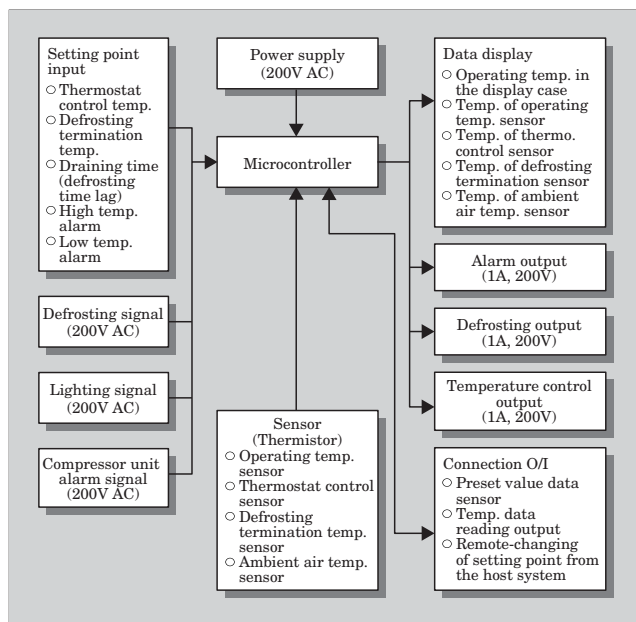 Setting point
input
○ Thermostat
control temp.
○ Defrosting
termination
temp.
○ Draining time
(defrosting
time lag)
○ High temp.
alarm
○ Low temp.
alarm
Defrosting signal
(200V AC)
Lighting signal
(200V AC)
Compressor unit
alarm signal
(200V AC)
Power supply
(200V AC)
Microcontroller
Sensor
(Thermistor)
○ Operating temp.
sensor
○ Thermostat control
sensor
○ Defrosting
termination temp.
sensor
○ Ambient air temp.
sensor
Data display
○ Operating temp. in
the display case
○ Temp. of operating
temp. sensor
○ Temp. of thermo.
control sensor
○ Temp. of defrosting
termination sensor
○ Temp. of ambient
air temp. sensor
Alarm output
(1A, 200V)
Defrosting output
(1A, 200V)
Temperature control
output
(1A, 200V)
Connection O/I
○ Preset value data
sensor
○ Temp. data
reading output
○ Remote-changing
of setting point from
the host system